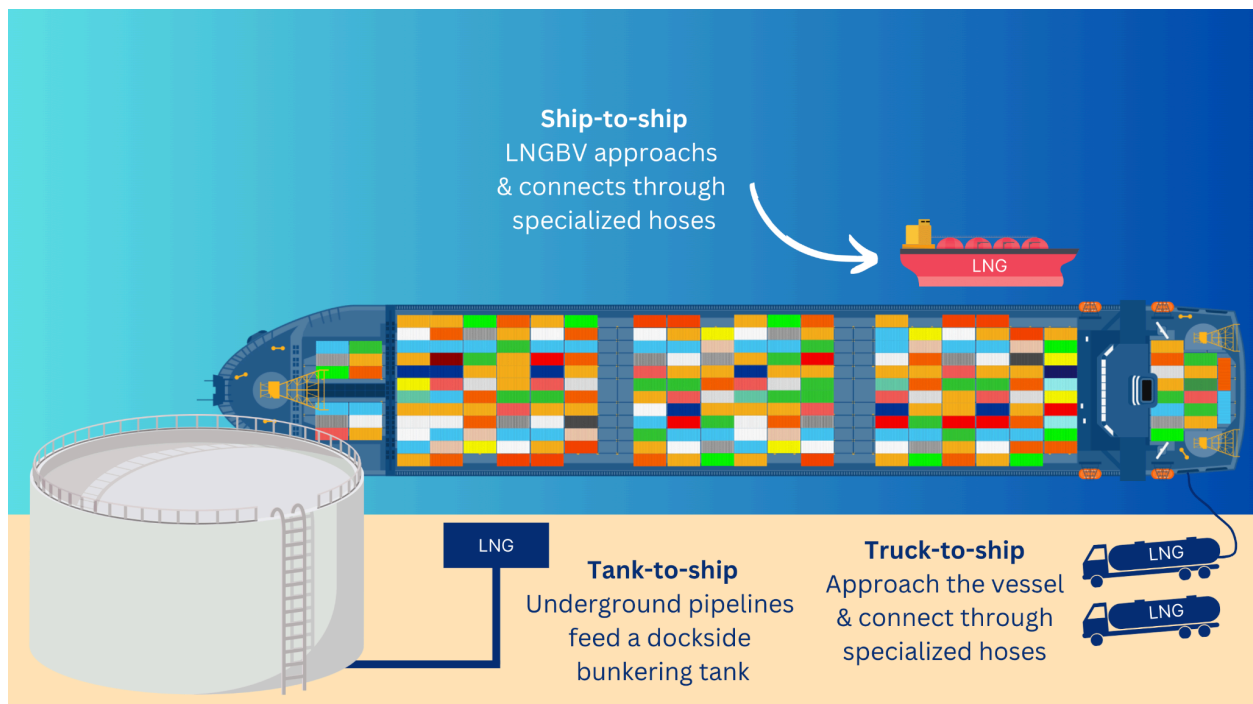 Ship-to-ship
LNGBV approachs
& connects through
specialized hoses
LNG
LNG
Tank-to-ship
Underground pipelines
feed a dockside
bunkering tank
Truck-to-ship
Approach the vessel
& connect through
specialized hoses
LNG
LNG